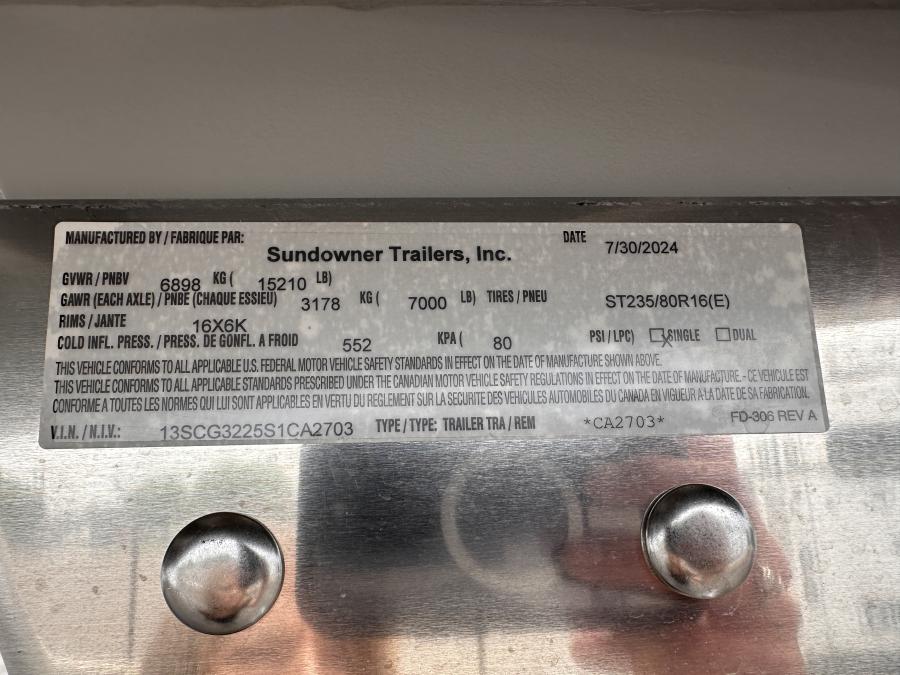 MANUFACTURED BY / FABRIQUE PAR: DATE
Sundowner Trailers, Inc. 7/30/2024
GVWR / PNBV 6898 KG ( 15210 LB)
GAWR (EACH AXLE) / PNBE (CHAQUE ESSIEU) 3178 KG ( 7000 LB) TIRES / PNEU ST235/80R16(E)
RIMS / JANTE 16X6K
COLD INFL. PRESS. / PRESS. DE GONFL. A FROID 552 KPA ( 80 PSI / LPC) SINGLE DUAL
THIS VEHICLE CONFORMS TO ALL APPLICABLE U.S. FEDERAL MOTOR VEHICLE SAFETY STANDARDS IN EFFECT ON THE DATE OF MANUFACTURE SHOWN ABOVE.
THIS VEHICLE CONFORMS TO ALL APPLICABLE STANDARDS PRESCRIBED UNDER THE CANADIAN MOTOR VEHICLE SAFETY REGULATIONS IN EFFECT ON THE DATE OF MANUFACTURE. - CE VEHICULE EST
CONFORME A TOUTES LES NORMES QUI LUI SONT APPLICABLES EN VERTU DU REGLEMENT SUR LA SECURITE DES VEHICULES AUTOMOBILES DU CANADA EN VIGUEUR A LA DATE DE SA FABRICATION.
V.I.N. / N.I.V.: 13SCG3225S1CA2703 TYPE / TYPE: TRAILER TRA / REM *CA2703* FD-306 REV A